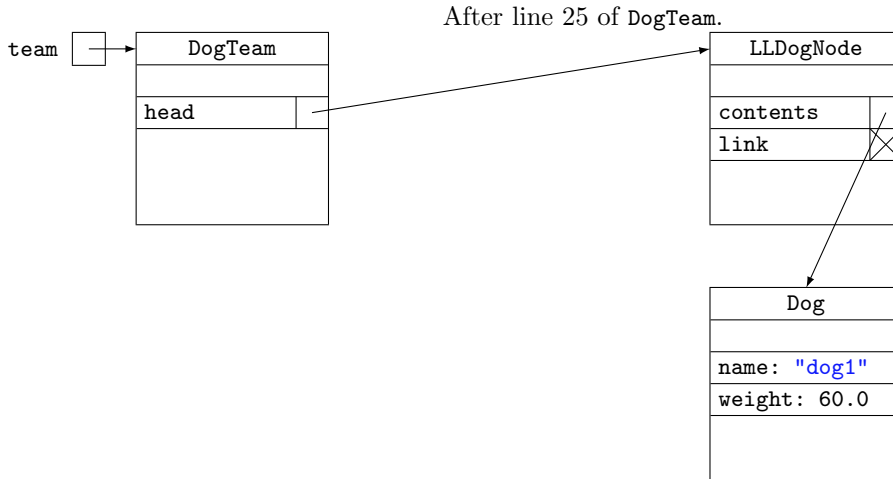 After line 25 of DogTeam.
team
DogTeam
head
LLDogNode
contents
link
Dog
name: "dog1"
weight: 60.0